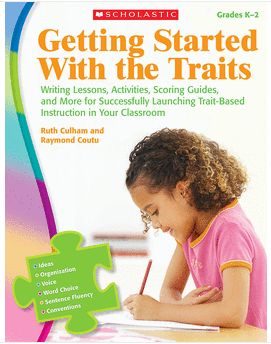 SCHOLASTIC
Grades K–2
Getting Started
With the Traits
Writing Lessons, Activities, Scoring Guides,
and More for Successfully Launching Trait-Based
Instruction in Your Classroom
Ruth Culham and
Raymond Coutu
• Ideas
• Organization
• Voice
• Word Choice
• Sentence Fluency
• Conventions